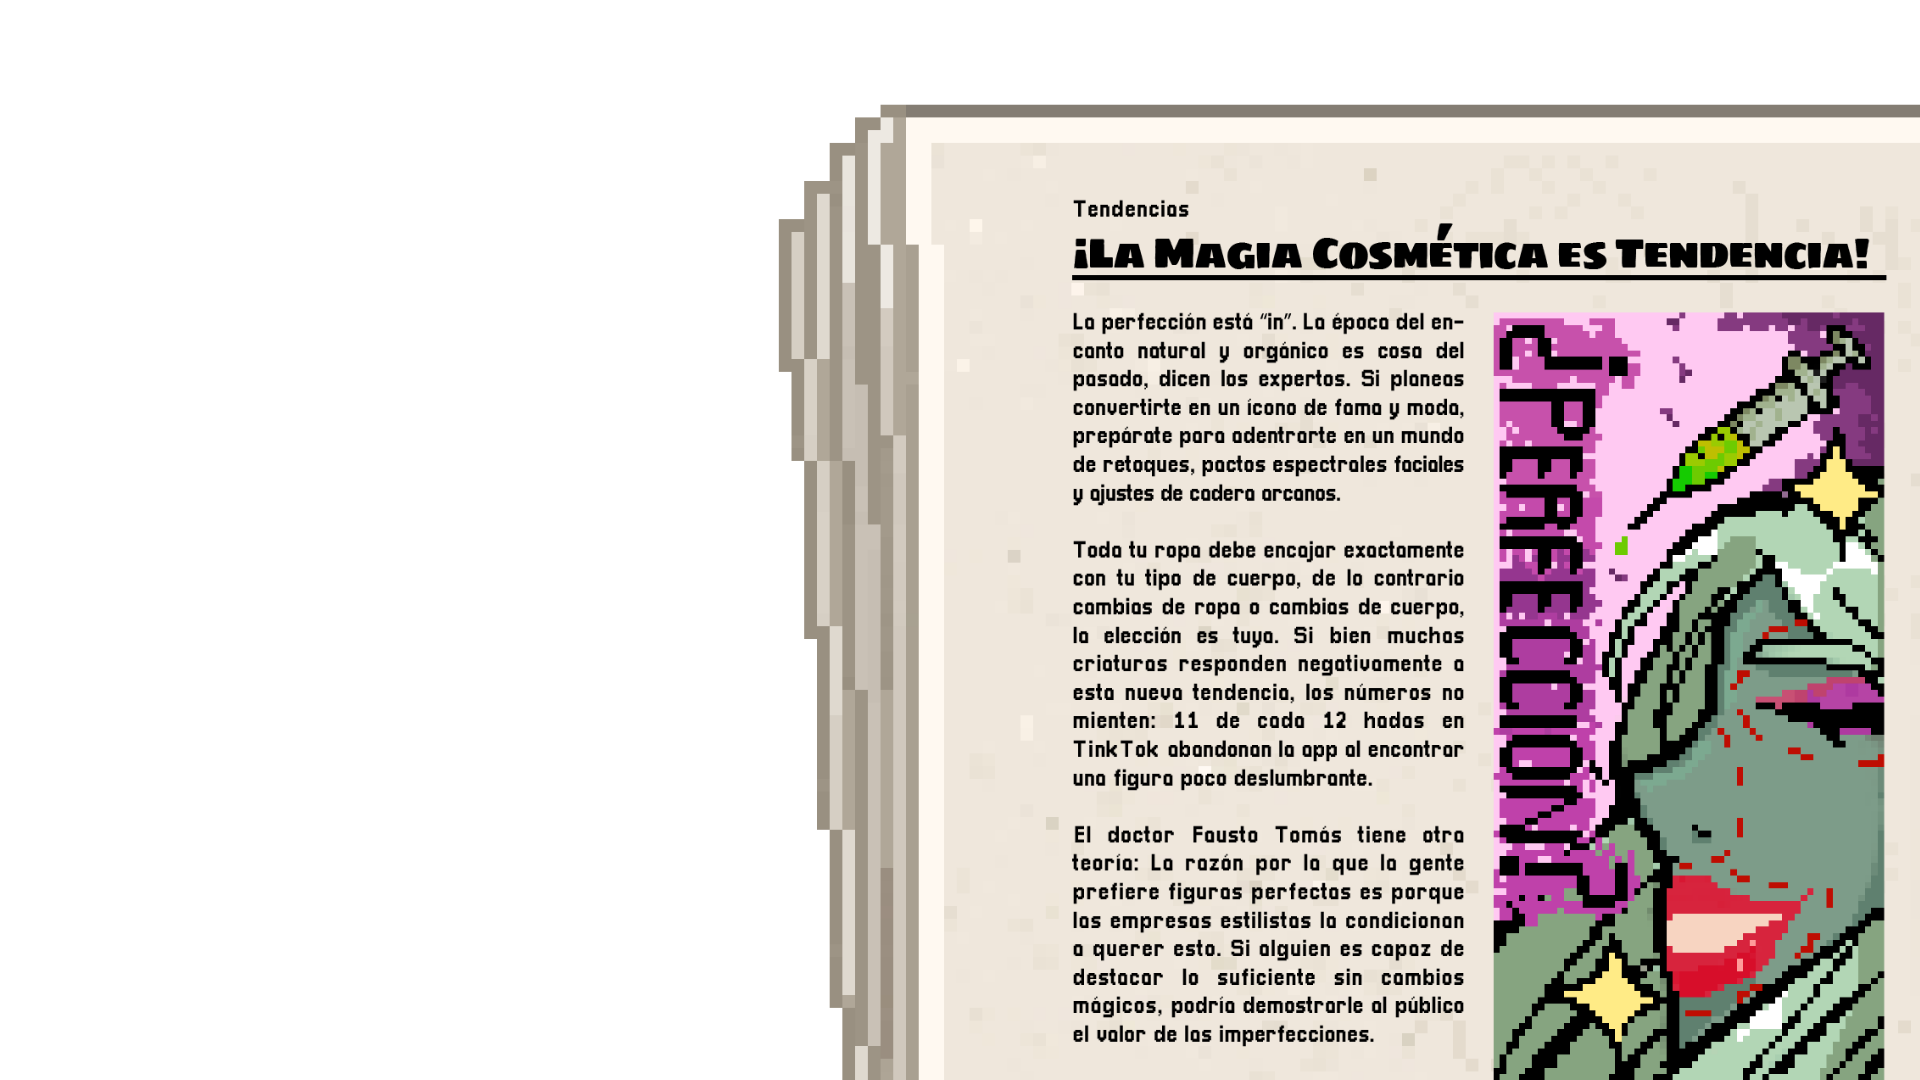 Tendencias
¡La Magia Cosmética es Tendencia!
La perfección está "in". La época del en-
canto natural y orgánico es cosa del
pasado, dicen los expertos. Si planeas
convertirte en un ícono de fama y moda,
prepárate para adentrarte en un mundo
de retoques, pactos espectrales faciales
y ajustes de cadera arcanos.
Toda tu ropa debe encajar exactamente
con tu tipo de cuerpo, de lo contrario
cambias de ropa o cambias de cuerpo,
la elección es tuya. Si bien muchas
criaturas responden negativamente a
esta nueva tendencia, los números no
mienten: 11 de cada 12 hadas en
TinkTok abandonan la app al encontrar
una figura poco deslumbrante.
El doctor Fausto Tomás tiene otra
teoría: La razón por la que la gente
prefiere figuras perfectas es porque
las empresas estilistas la condicionan
a querer esto. Si alguien es capaz de
destacar lo suficiente sin cambios
mágicos, podría demostrarle al público
el valor de las imperfecciones.
¿PERFECCIÓN?